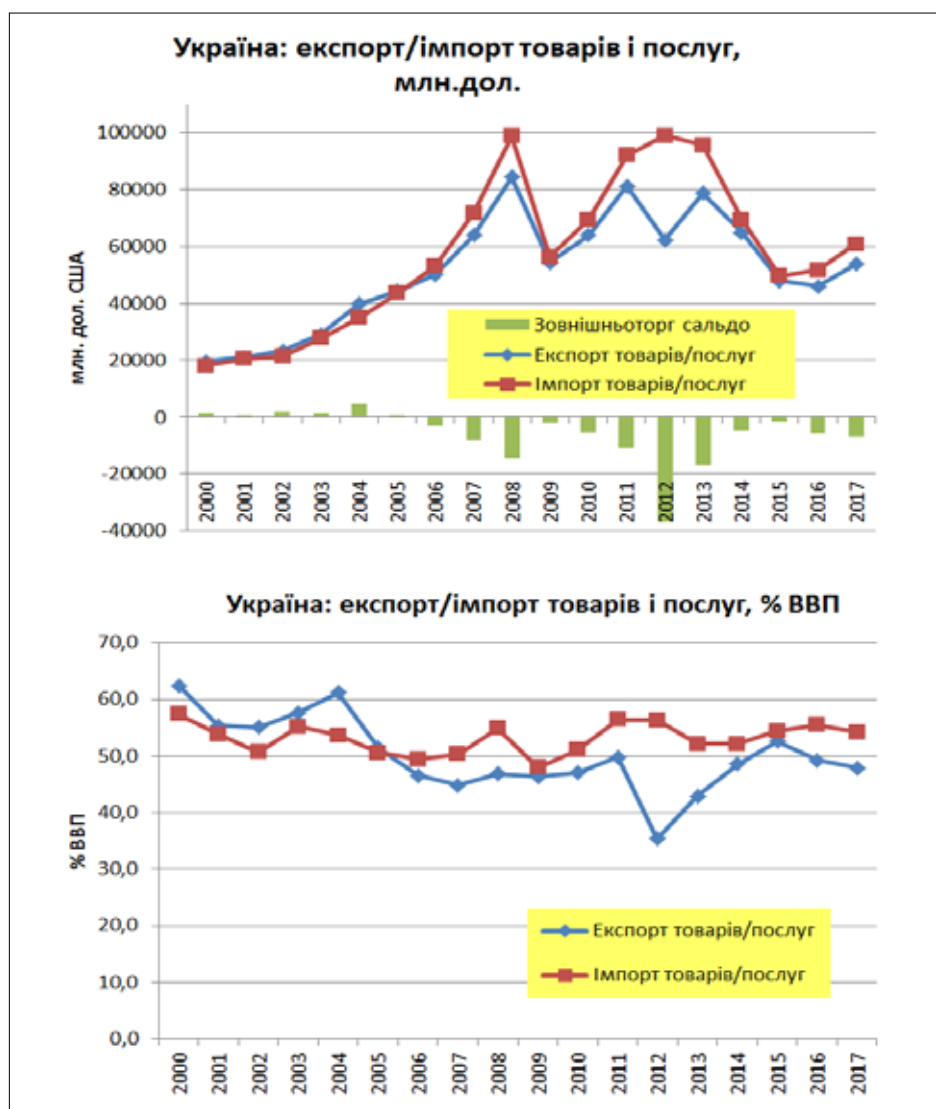 Україна: експорт/імпорт товарів і послуг,
млн.дол.
млн. дол. США
100000
80000
60000
40000
20000
0
-20000
-40000
Зовнішньоторг сальдо
Експорт товарів/послуг
Імпорт товарів/послуг
2000 2001 2002 2003 2004 2005 2006 2007 2008 2009 2010 2011 2012 2013 2014 2015 2016 2017
Україна: експорт/імпорт товарів і послуг, % ВВП
% ВВП
70,0
60,0
50,0
40,0
30,0
20,0
10,0
0,0
Експорт товарів/послуг
Імпорт товарів/послуг
2000 2001 2002 2003 2004 2005 2006 2007 2008 2009 2010 2011 2012 2013 2014 2015 2016 2017